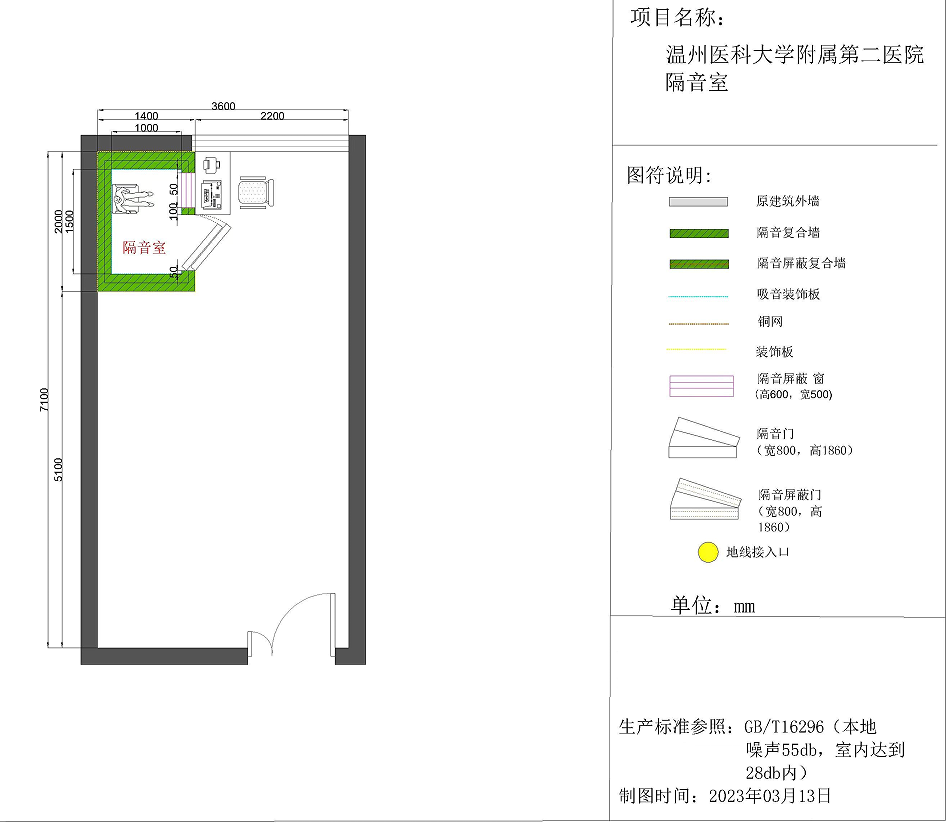 项目名称：
温州医科大学附属第二医院
隔音室
图符说明：
原建筑外墙
隔音复合墙
隔音屏蔽复合墙
吸音装饰板
铜网
装饰板
隔音屏蔽 窗
(高600，宽500)
隔音门
（宽800，高1860）
隔音屏蔽门
（宽800，高
1860）
地线接入口
单位：mm
生产标准参照：GB/T16296（本地
噪声55db，室内达到
28db内）
制图时间：2023年03月13日
3600
1400
2200
1000
2000
1500
50
100
隔音室
50
7100
5100